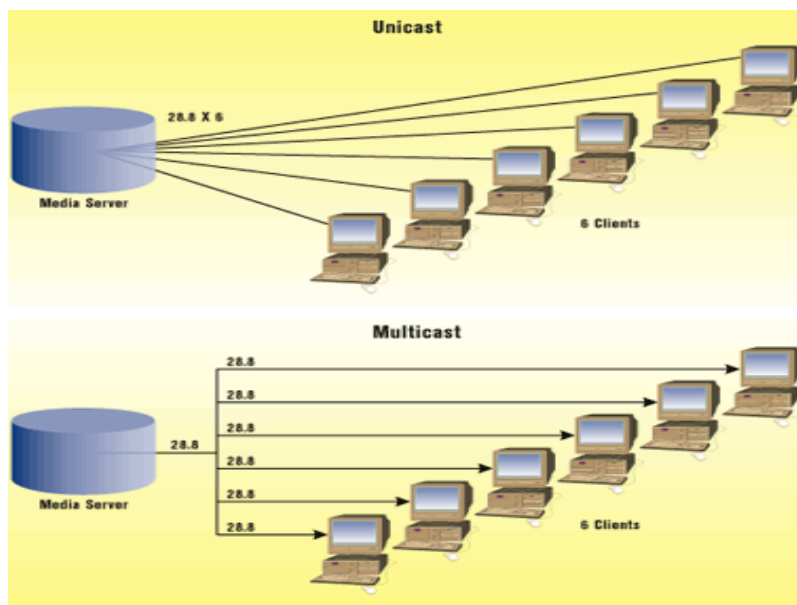 Unicast
28.8 X 6
Media Server
6 Clients
Multicast
28.8
28.8
28.8
28.8
28.8
28.8
28.8
Media Server
6 Clients